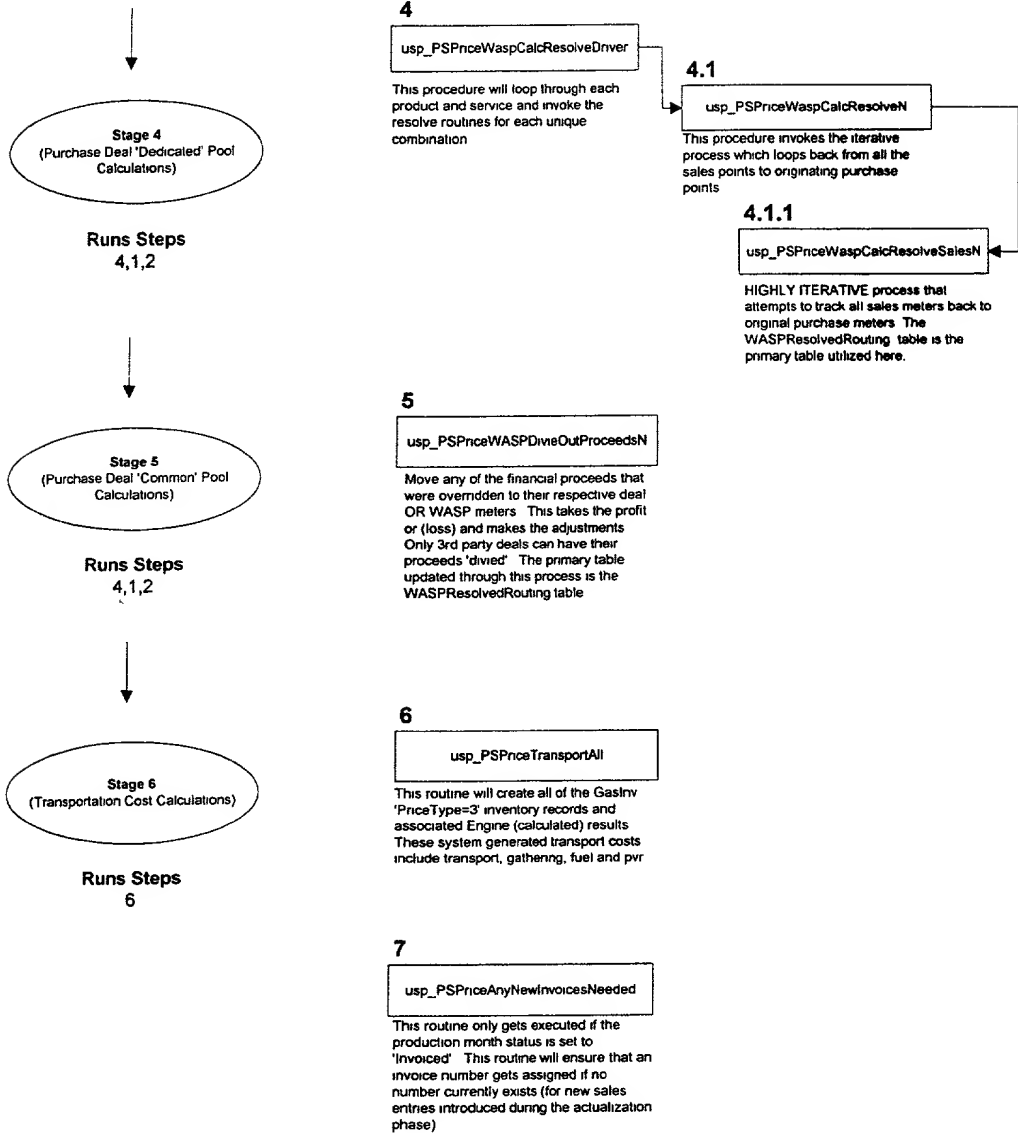 Stage 4
(Purchase Deal 'Dedicated' Pool
Calculations)
Runs Steps
4,1,2
4
usp_PSPriceWaspCalcResolveDriver
This procedure will loop through each
product and service and invoke the
resolve routines for each unique
combination
4.1
usp_PSPriceWaspCalcResolveN
This procedure invokes the iterative
process which loops back from all the
sales points to originating purchase
points
4.1.1
usp_PSPriceWaspCalcResolveSalesN
HIGHLY ITERATIVE process that
attempts to track all sales meters back to
original purchase meters The
WASPResolvedRouting table is the
primary table utilized here.
Stage 5
(Purchase Deal 'Common' Pool
Calculations)
Runs Steps
4,1,2
5
usp_PSPriceWASPDivieOutProceedsN
Move any of the financial proceeds that
were overridden to their respective deal
OR WASP meters This takes the profit
or (loss) and makes the adjustments
Only 3rd party deals can have their
proceeds 'divied' The primary table
updated through this process is the
WASPResolvedRouting table
Stage 6
(Transportation Cost Calculations)
Runs Steps
6
6
usp_PSPriceTransportAll
This routine will create all of the GasInv
'PriceType=3' inventory records and
associated Engine (calculated) results
These system generated transport costs
include transport, gathering, fuel and pvr
7
usp_PSPriceAnyNewInvoicesNeeded
This routine only gets executed if the
production month status is set to
'Invoiced' This routine will ensure that an
invoice number gets assigned if no
number currently exists (for new sales
entries introduced during the actualization
phase)